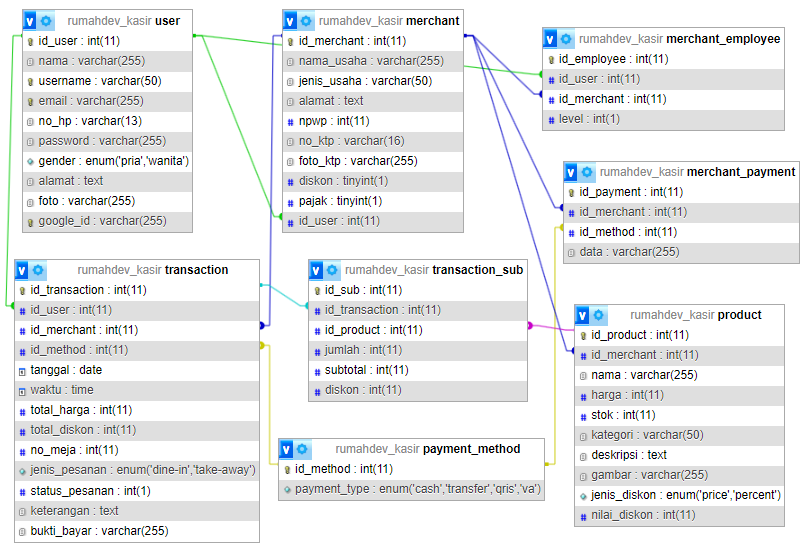 v rumahdev_kasir user
id_user : int(11)
nama : varchar(255)
username : varchar(50)
email : varchar(255)
no_hp : varchar(13)
password : varchar(255)
gender : enum('pria','wanita')
alamat : text
foto : varchar(255)
google_id : varchar(255)
v rumahdev_kasir merchant
id_merchant : int(11)
nama_usaha : varchar(255)
jenis_usaha : varchar(50)
alamat : text
npwp : int(11)
no_ktp : varchar(16)
foto_ktp : varchar(255)
diskon : tinyint(1)
pajak : tinyint(1)
id_user : int(11)
v rumahdev_kasir merchant_employee
id_employee : int(11)
id_user : int(11)
id_merchant : int(11)
level : int(1)
v rumahdev_kasir merchant_payment
id_payment : int(11)
id_merchant : int(11)
id_method : int(11)
data : varchar(255)
v rumahdev_kasir transaction
id_transaction : int(11)
id_user : int(11)
id_merchant : int(11)
id_method : int(11)
tanggal : date
waktu : time
total_harga : int(11)
total_diskon : int(11)
no_meja : int(11)
jenis_pesanan : enum('dine-in','take-away')
status_pesanan : int(1)
keterangan : text
bukti_bayar : varchar(255)
v rumahdev_kasir transaction_sub
id_sub : int(11)
id_transaction : int(11)
id_product : int(11)
jumlah : int(11)
subtotal : int(11)
diskon : int(11)
v rumahdev_kasir product
id_product : int(11)
id_merchant : int(11)
nama : varchar(255)
harga : int(11)
stok : int(11)
kategori : varchar(50)
deskripsi : text
gambar : varchar(255)
jenis_diskon : enum('price','percent')
nilai_diskon : int(11)
v rumahdev_kasir payment_method
id_method : int(11)
payment_type : enum('cash','transfer','qris','va')